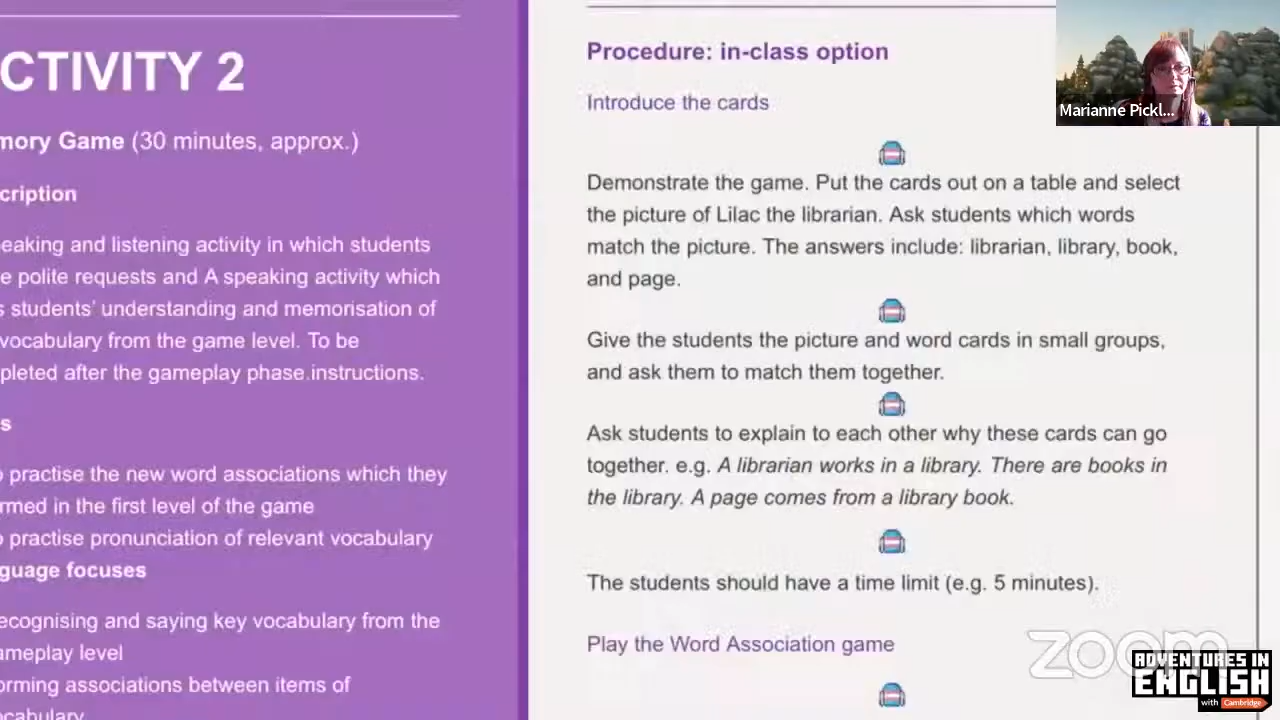 CTIVITY 2
mory Game (30 minutes, approx.)
cription
eaking and listening activity in which students
e polite requests and A speaking activity which
s students' understanding and memorisation of
vocabulary from the game level. To be
pleted after the gameplay phase.instructions.
s
o practise the new word associations which they
rmed in the first level of the game
o practise pronunciation of relevant vocabulary
guage focuses
ecognising and saying key vocabulary from the
ameplay level
orming associations between items of
ocabulary
Procedure: in-class option
Introduce the cards
Demonstrate the game. Put the cards out on a table and select
the picture of Lilac the librarian. Ask students which words
match the picture. The answers include: librarian, library, book,
and page.
Give the students the picture and word cards in small groups,
and ask them to match them together.
Ask students to explain to each other why these cards can go
together. e.g. A librarian works in a library. There are books in
the library. A page comes from a library book.
The students should have a time limit (e.g. 5 minutes).
Play the Word Association game
Marianne Pickl...
zoom
ADVENTURES IN
ENGLISH
with Cambridge